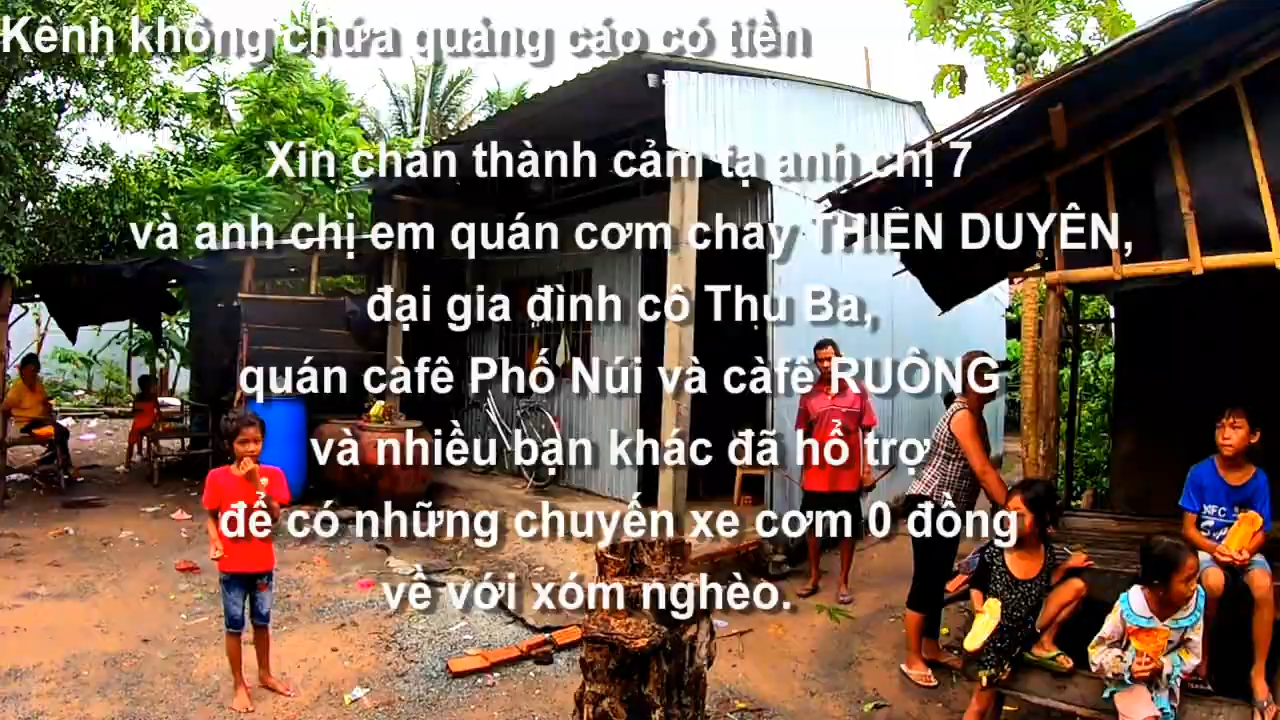 Kênh không chứa quảng cáo có tiền
Xin chân thành cảm tạ anh chị 7
và anh chị em quán cơm chay THIỆN DUYÊN,
đại gia đình cô Thu Ba,
quán càfê Phố Núi và càfê RUỘNG
và nhiều bạn khác đã hổ trợ
để có những chuyến xe cơm 0 đồng
về với xóm nghèo.
KFC